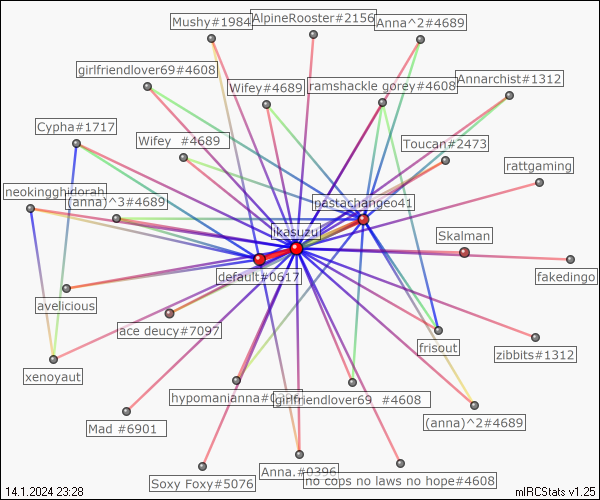 Mushy#1984
AlpineRooster#2156
Anna^2#4689
girlfriendlover69#4608
Wifey#4689
ramshackle gorey#4608
Annarchist#1312
Cypha#1717
Wifey #4689
Toucan#2473
rattgaming
neokingghidorah
(anna)^3#4689
pastachangeo41
ikasuzu
Skalman
default#0617
fakedingo
avelicious
ace deucy#7097
frisout
zibbits#1312
xenoyaut
hypomanianna#0396
girlfriendlover69 #4608
Mad #6901
(anna)^2#4689
Soxy Foxy#5076
Anna.#0396
no cops no laws no hope#4608
14.1.2024 23:28
mIRCStats v1.25